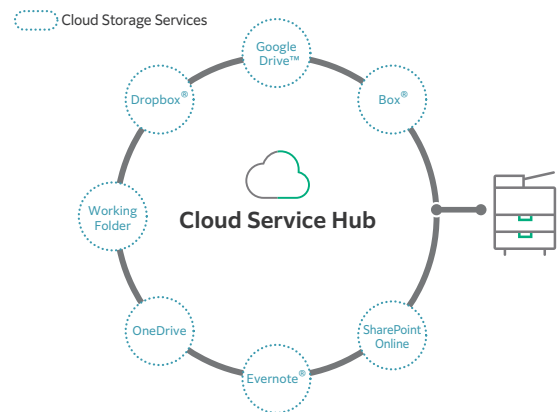 Cloud Storage Services
Google
Drive™
Dropbox®
Box®
Working
Folder
Cloud Service Hub
OneDrive
SharePoint
Online
Evernote®